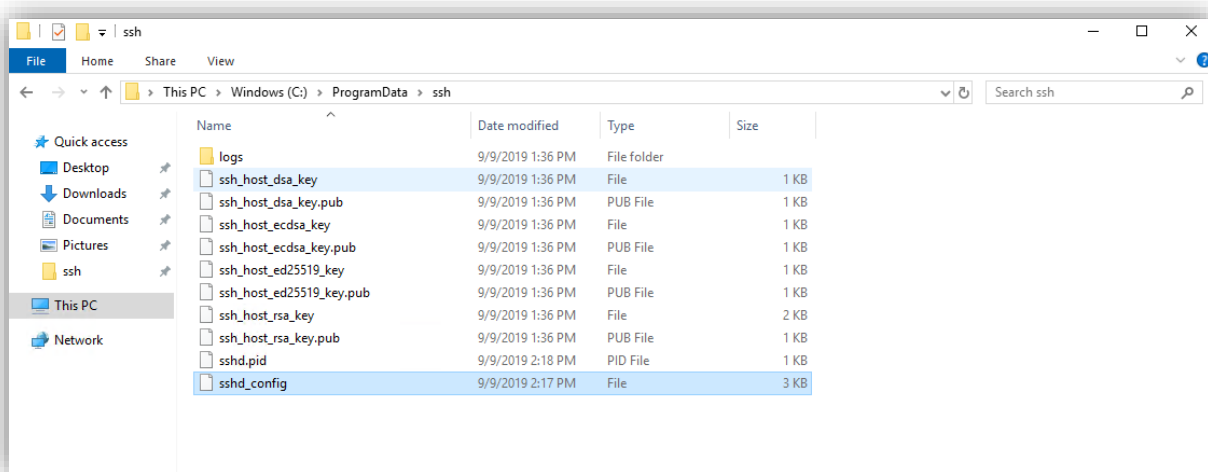 ssh
File Home Share View
This PC > Windows (C:) > ProgramData > ssh
Search ssh
Name Date modified Type Size
Quick access
Desktop
Downloads
Documents
Pictures
ssh
This PC
Network
logs 9/9/2019 1:36 PM File folder
ssh_host_dsa_key 9/9/2019 1:36 PM File 1 KB
ssh_host_dsa_key.pub 9/9/2019 1:36 PM PUB File 1 KB
ssh_host_ecdsa_key 9/9/2019 1:36 PM File 1 KB
ssh_host_ecdsa_key.pub 9/9/2019 1:36 PM PUB File 1 KB
ssh_host_ed25519_key 9/9/2019 1:36 PM File 1 KB
ssh_host_ed25519_key.pub 9/9/2019 1:36 PM PUB File 1 KB
ssh_host_rsa_key 9/9/2019 1:36 PM File 2 KB
ssh_host_rsa_key.pub 9/9/2019 1:36 PM PUB File 1 KB
sshd.pid 9/9/2019 2:18 PM PID File 1 KB
sshd_config 9/9/2019 2:17 PM File 3 KB